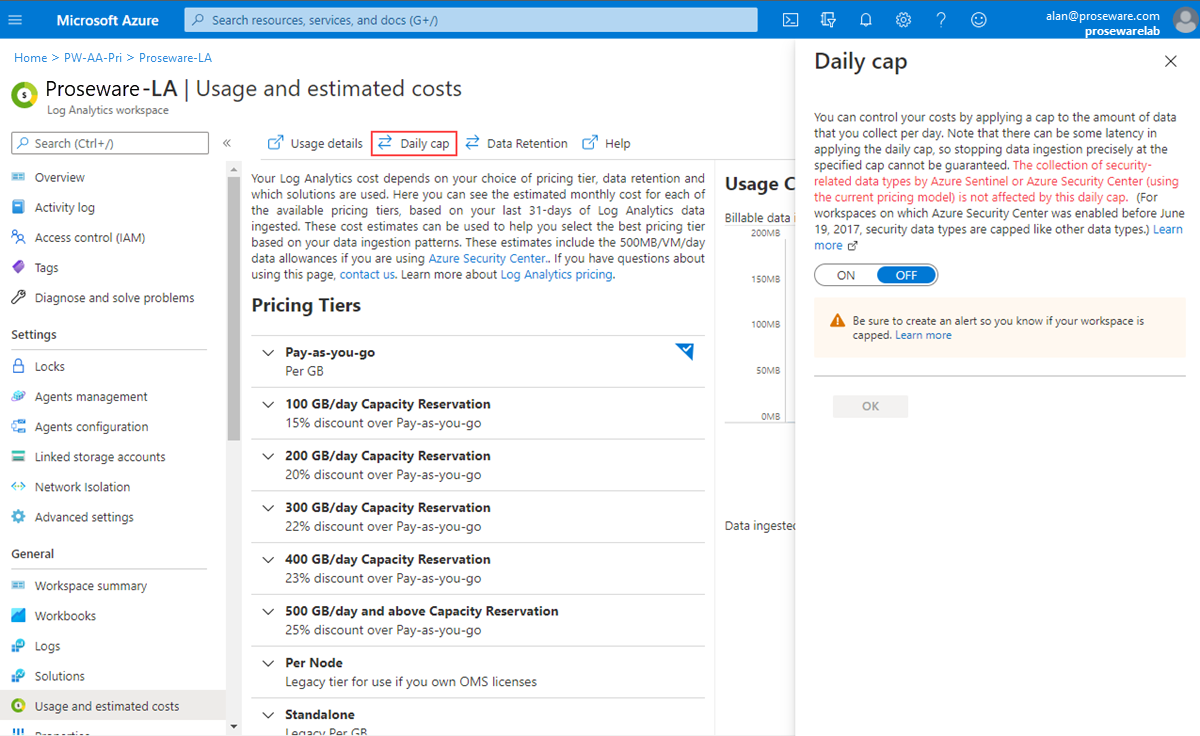 Microsoft Azure
Search resources, services, and docs (G+/)
alan@proseware.com
prosewarelab
Home > PW-AA-Pri > Proseware-LA
Proseware-LA | Usage and estimated costs
Log Analytics workspace
Search (Ctrl+/)
«
Overview
Activity log
Access control (IAM)
Tags
Diagnose and solve problems
Settings
Locks
Agents management
Agents configuration
Linked storage accounts
Network Isolation
Advanced settings
General
Workspace summary
Workbooks
Logs
Solutions
Usage and estimated costs
Properties
Usage details
Daily cap
Data Retention
Help
Your Log Analytics cost depends on your choice of pricing tier, data retention and
which solutions are used. Here you can see the estimated monthly cost for each of
the available pricing tiers, based on your last 31-days of Log Analytics data
ingested. These cost estimates can be used to help you select the best pricing tier
based on your data ingestion patterns. These estimates include the 500MB/VM/day
data allowances if you are using Azure Security Center.. If you have questions about
using this page, contact us. Learn more about Log Analytics pricing.
Pricing Tiers
Pay-as-you-go
Per GB
100 GB/day Capacity Reservation
15% discount over Pay-as-you-go
200 GB/day Capacity Reservation
20% discount over Pay-as-you-go
300 GB/day Capacity Reservation
22% discount over Pay-as-you-go
400 GB/day Capacity Reservation
23% discount over Pay-as-you-go
500 GB/day and above Capacity Reservation
25% discount over Pay-as-you-go
Per Node
Legacy tier for use if you own OMS licenses
Standalone
Legacy Per GB
Usage C
Billable data i
200MB
150MB
100MB
50MB
0MB
Data ingested
Daily cap
You can control your costs by applying a cap to the amount of data
that you collect per day. Note that there can be some latency in
applying the daily cap, so stopping data ingestion precisely at the
specified cap cannot be guaranteed. The collection of security-
related data types by Azure Sentinel or Azure Security Center (using
the current pricing model) is not affected by this daily cap. (For
workspaces on which Azure Security Center was enabled before June
19, 2017, security data types are capped like other data types.) Learn
more
ON OFF
Be sure to create an alert so you know if your workspace is
capped. Learn more
OK